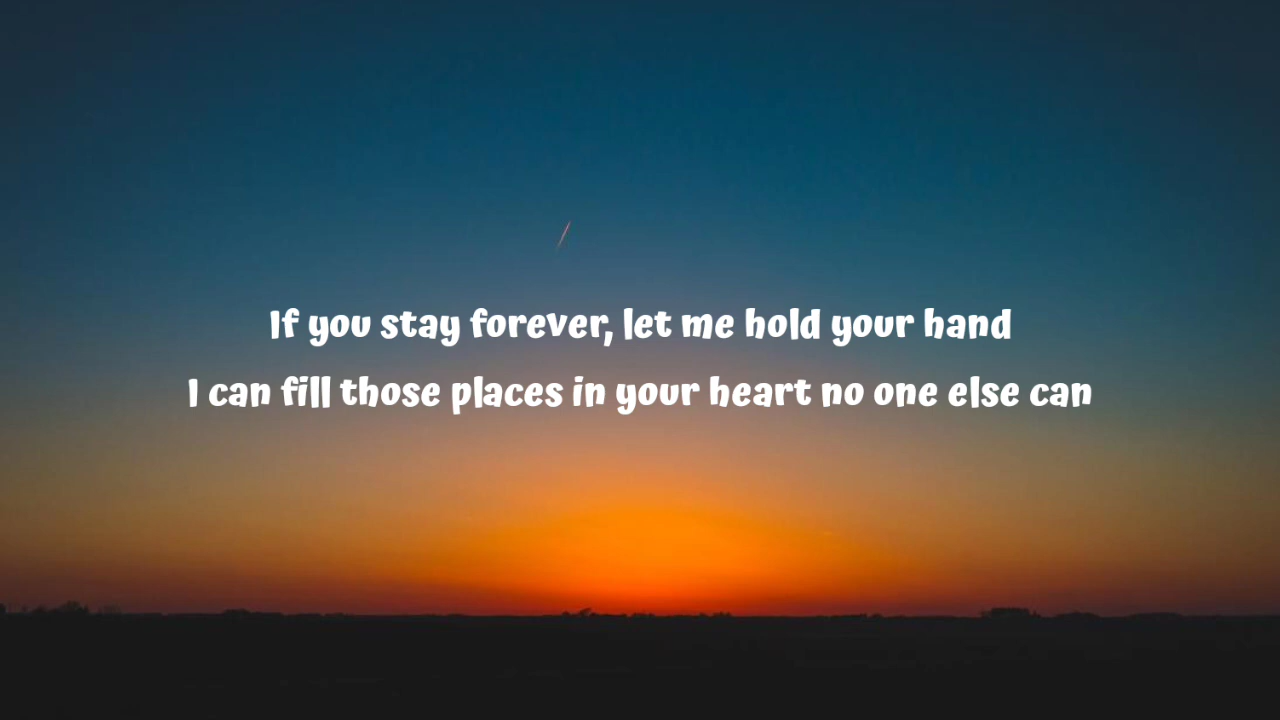 If you stay forever, let me hold your hand
I can fill those places in your heart no one else can